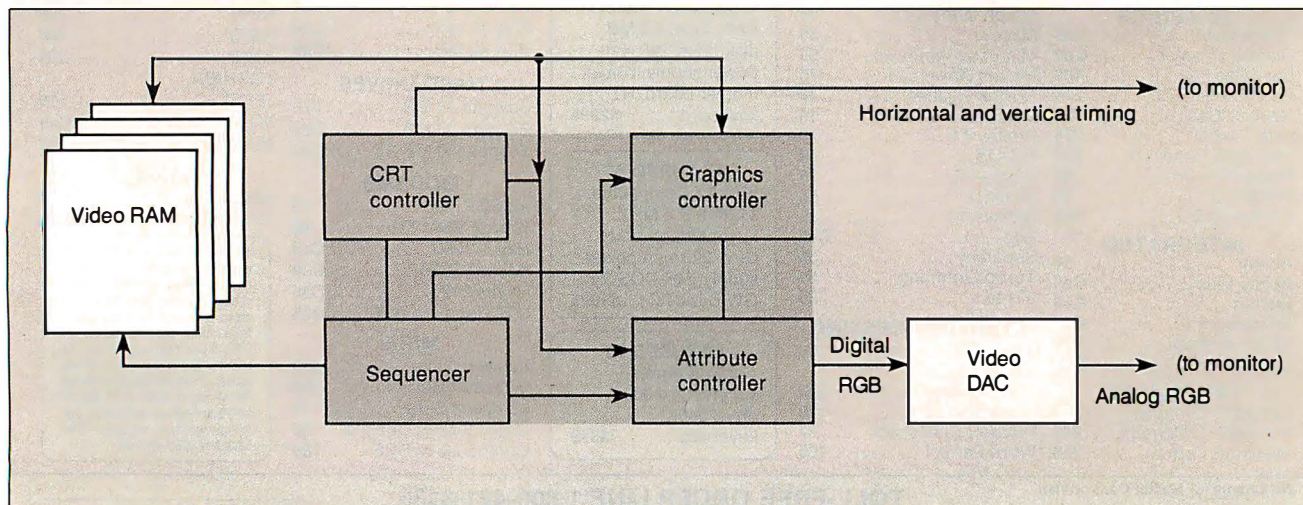 (to monitor)
Horizontal and vertical timing
CRT
controller
Graphics
controller
Video RAM
Sequencer
Attribute
controller
Digital
RGB
Video
DAC
(to monitor)
Analog RGB